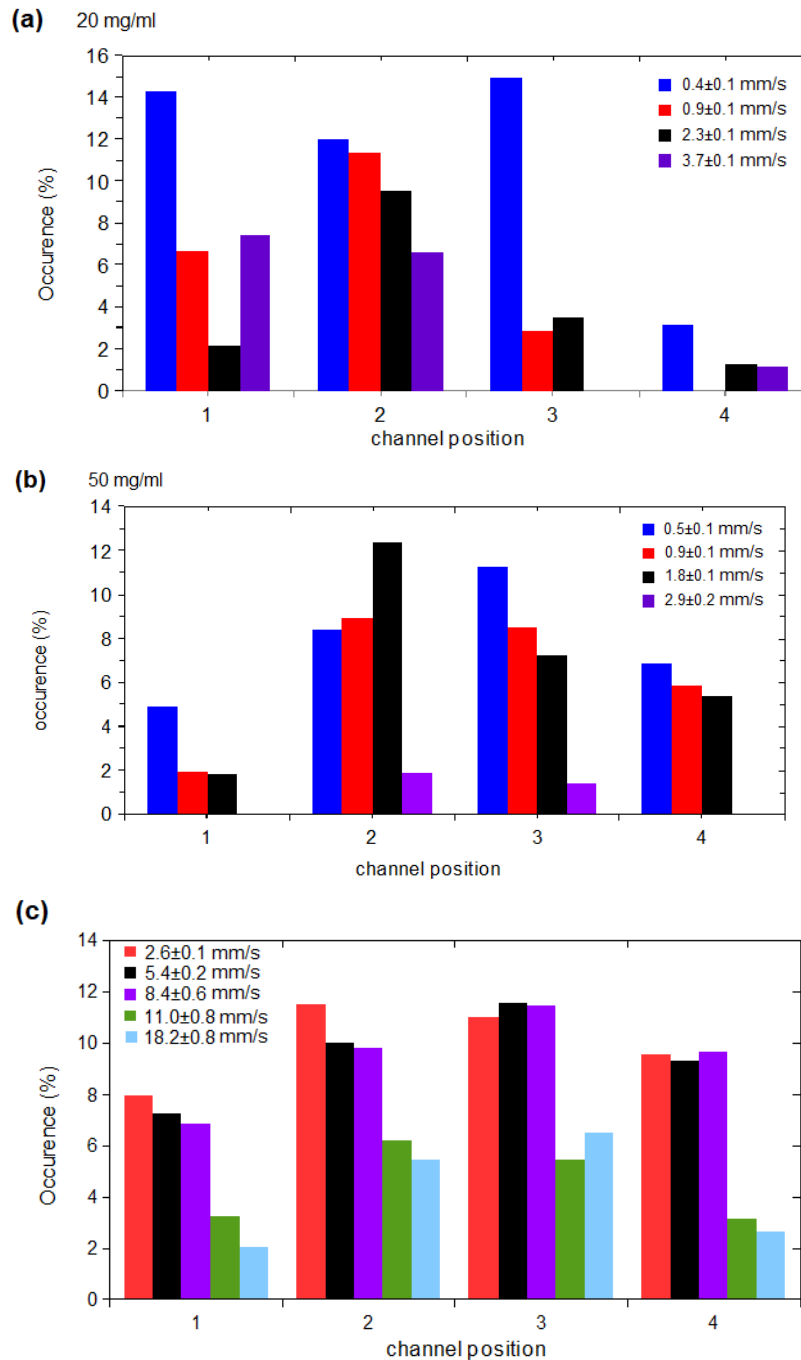 (a) 20 mg/ml
16
14
12
10
8
6
4
2
0
Occurence (%)
0.4±0.1 mm/s
0.9±0.1 mm/s
2.3±0.1 mm/s
3.7±0.1 mm/s
1 2 3 4
channel position
(b) 50 mg/ml
14
12
10
8
6
4
2
0
occurence (%)
0.5±0.1 mm/s
0.9±0.1 mm/s
1.8±0.1 mm/s
2.9±0.2 mm/s
1 2 3 4
channel position
(c)
14
12
10
8
6
4
2
0
Occurence (%)
2.6±0.1 mm/s
5.4±0.2 mm/s
8.4±0.6 mm/s
11.0±0.8 mm/s
18.2±0.8 mm/s
1 2 3 4
channel position